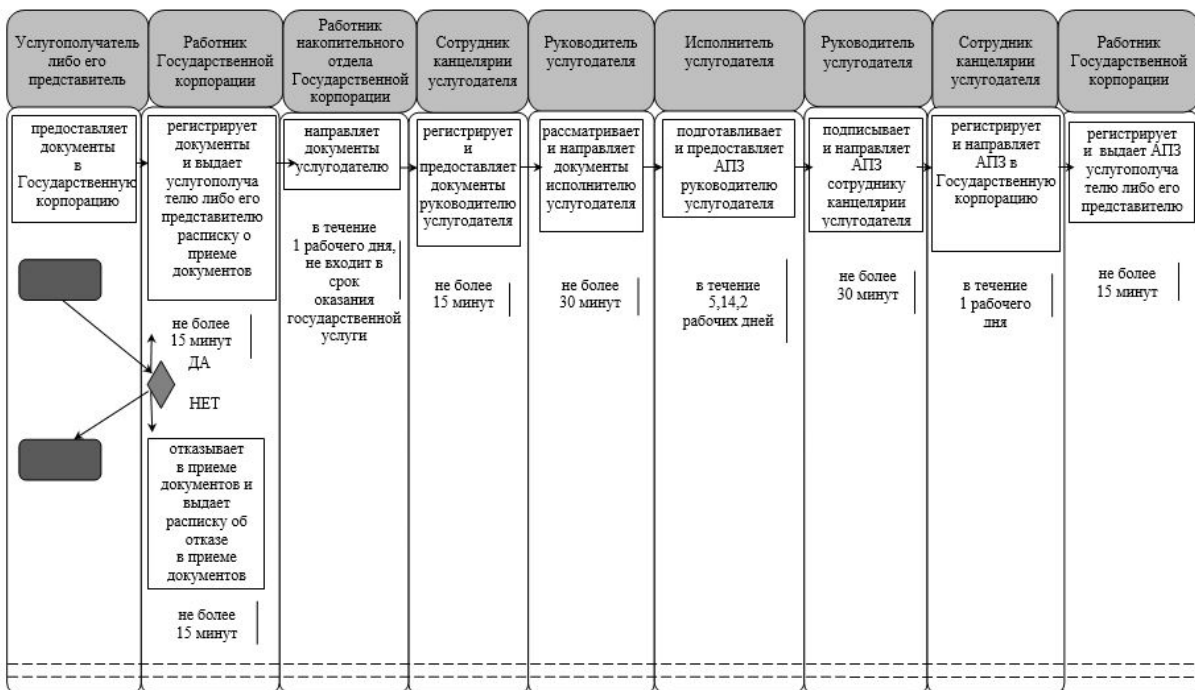 Услугополучатель
либо его
представитель
Работник
Государственной
корпорации
Работник
накопительного
отдела
Государственной
корпорации
Сотрудник
канцелярии
услугодателя
Руководитель
услугодателя
Исполнитель
услугодателя
Руководитель
услугодателя
Сотрудник
канцелярии
услугодателя
Работник
Государственной
корпорации
предоставляет
документы
в
Государственную
корпорацию
регистрирует
документы
и выдает
услугополуча
телю либо его
представителю
расписку о
приеме
документов
не более
15 минут
ДА
НЕТ
отказывает
в приеме
документов и
выдает
расписку об
отказе
в приеме
документов
не более
15 минут
направляет
документы
услугодателю
в течение
1 рабочего дня,
не входит в
срок
оказания
государственной
услуги
регистрирует
и
предоставляет
документы
руководителю
услугодателя
не более
15 минут
рассматривает
и направляет
документы
исполнителю
услугодателя
не более
30 минут
подготавливает
и предоставляет
АПЗ
руководителю
услугодателя
в течение
5,14,2
рабочих дней
подписывает
и направляет
АПЗ
сотруднику
канцелярии
услугодателя
не более
30 минут
регистрирует
и направляет
АПЗ в
Государственную
корпорацию
в течение
1 рабочего
дня
регистрирует
и выдает АПЗ
услугополуча
телю либо его
представителю
не более
15 минут